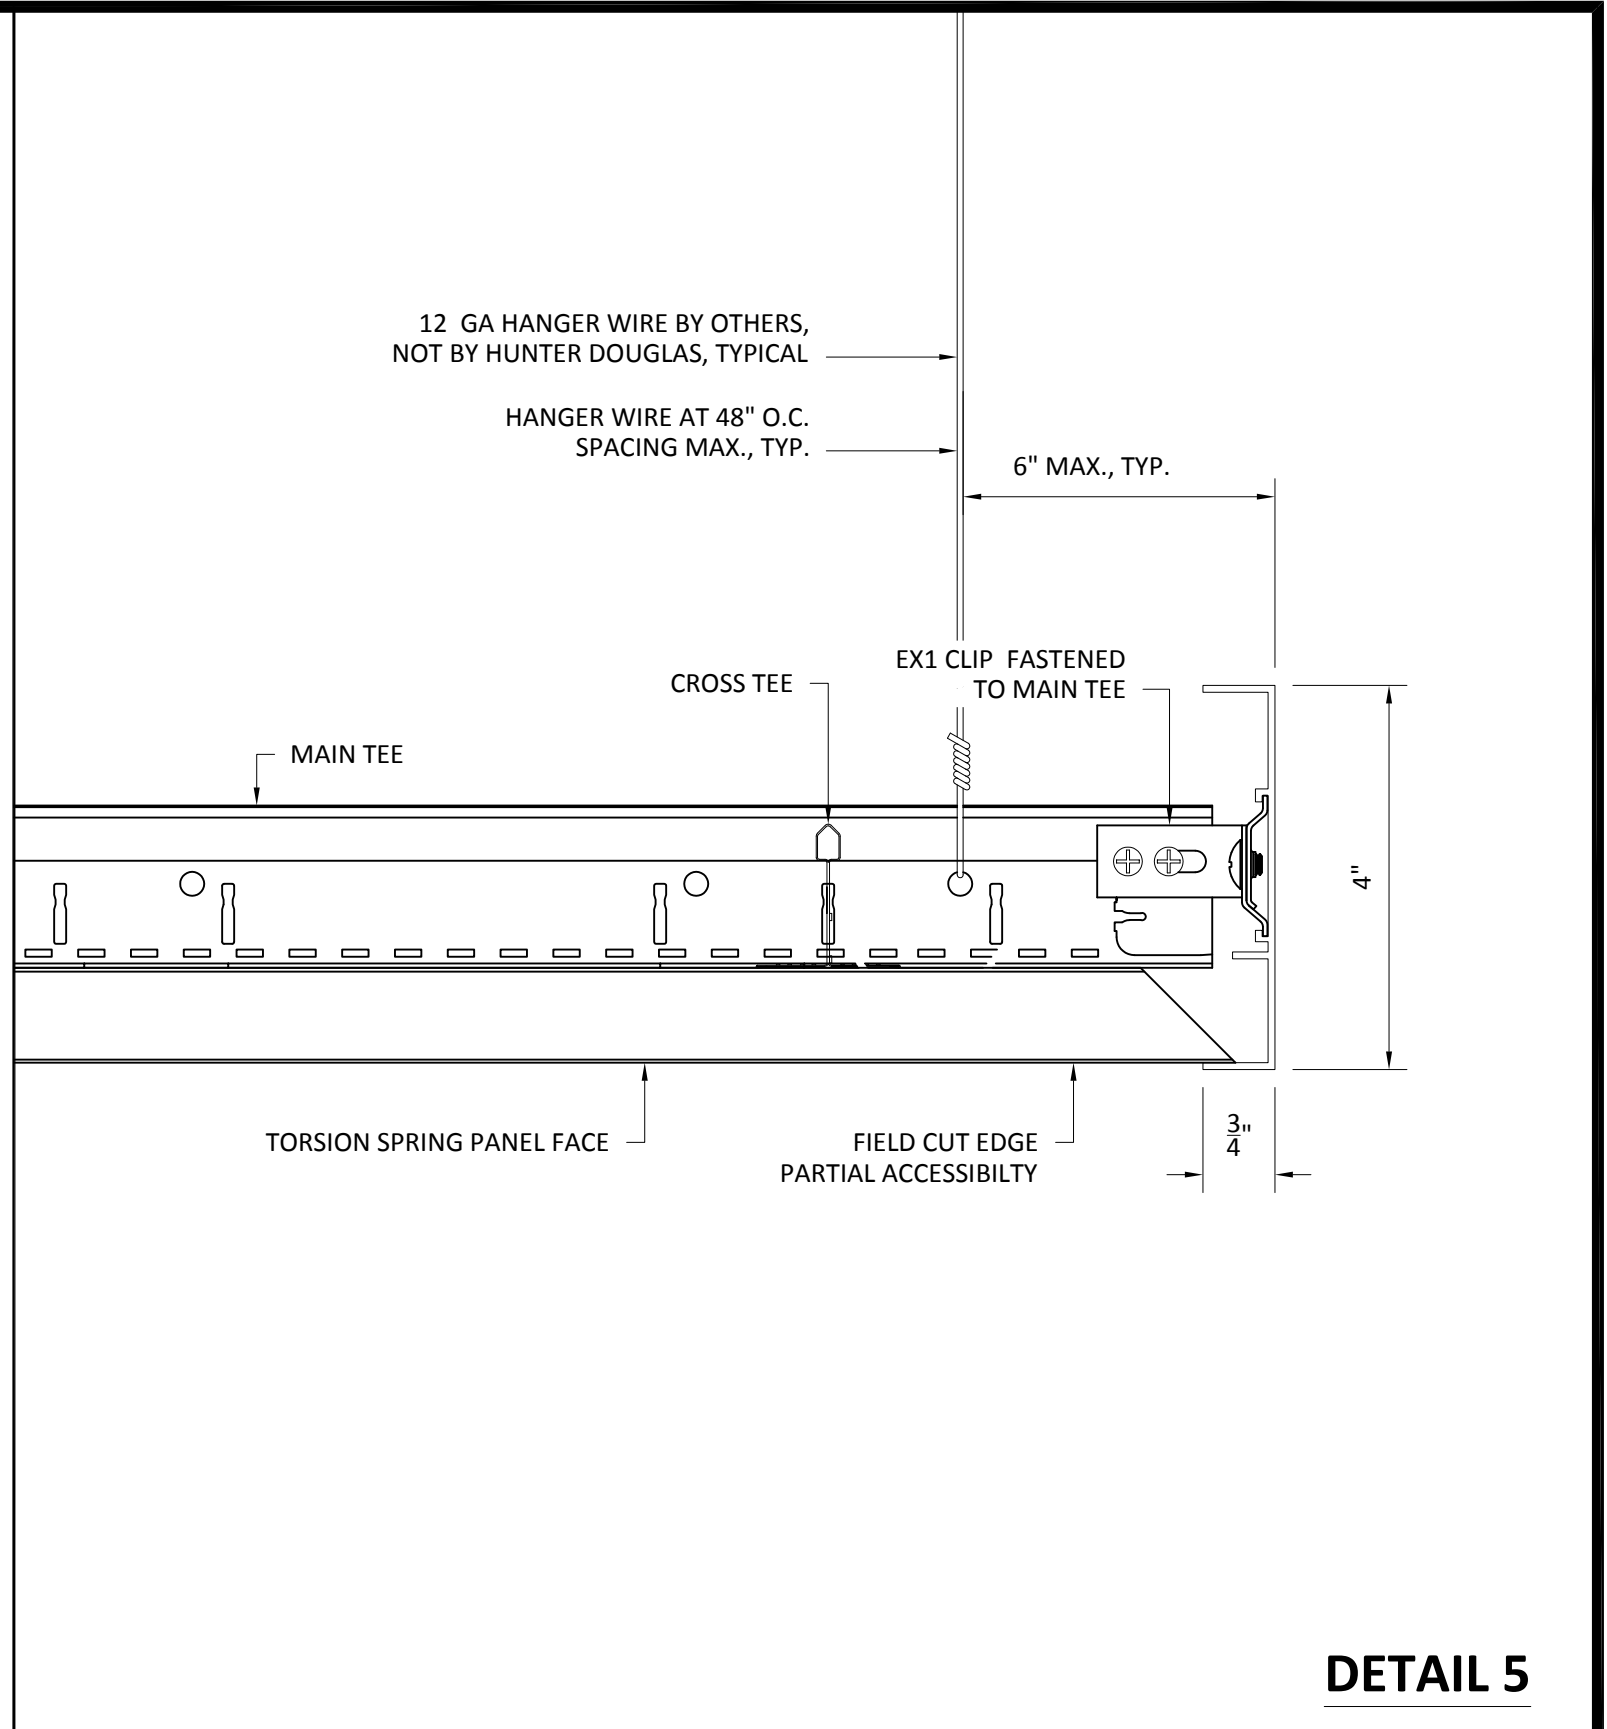 12  GA HANGER WIRE BY OTHERS,
NOT BY HUNTER DOUGLAS, TYPICAL
HANGER WIRE AT 48" O.C.
SPACING MAX., TYP.
6" MAX., TYP.
EX1 CLIP  FASTENED
TO MAIN TEE
CROSS TEE
MAIN TEE
4"
3/4"
TORSION SPRING PANEL FACE
FIELD CUT EDGE
PARTIAL ACCESSIBILTY
DETAIL 5